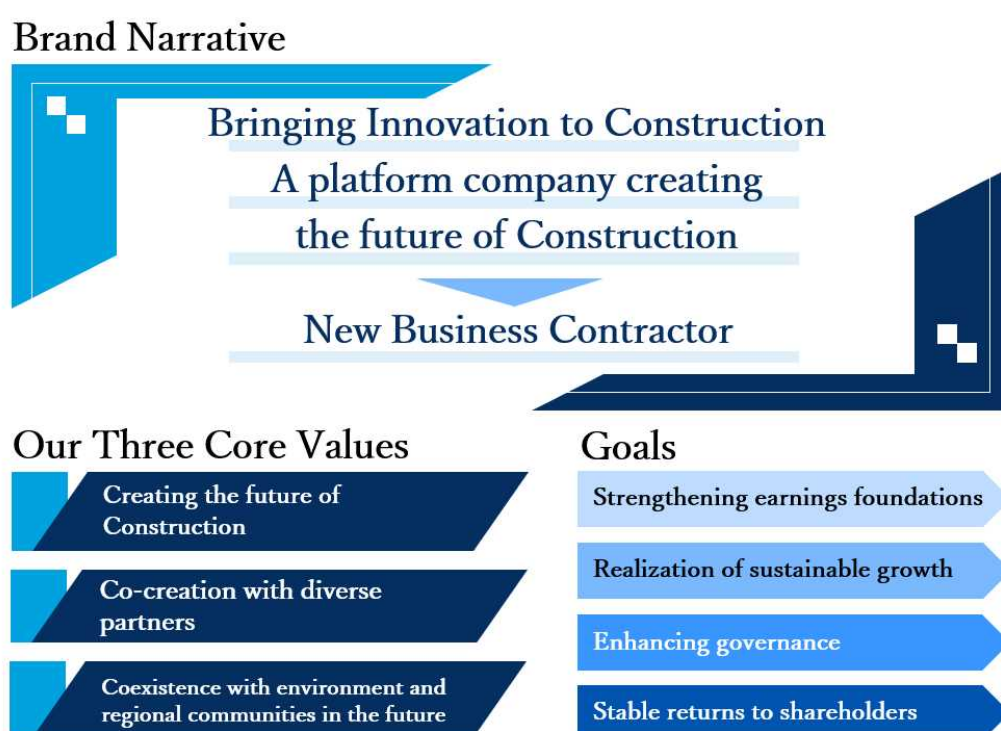 Brand Narrative
Bringing Innovation to Construction
A platform company creating
the future of Construction
New Business Contractor
Our Three Core Values
Creating the future of
Construction
Co-creation with diverse
partners
Coexistence with environment and
regional communities in the future
Goals
Strengthening earnings foundations
Realization of sustainable growth
Enhancing governance
Stable returns to shareholders